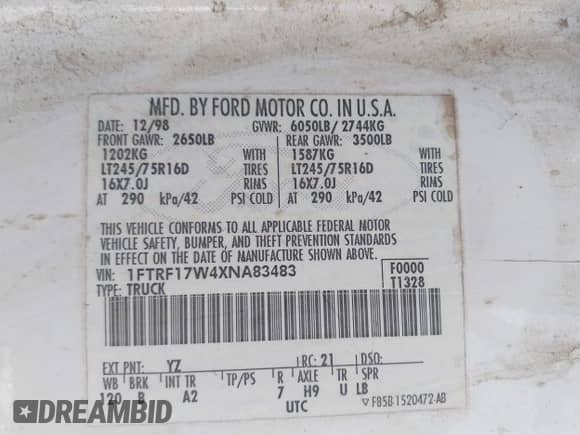 MFD. BY FORD MOTOR CO. IN U.S.A.
DATE: 12/98 GVWR: 6050LB/ 2744KG
FRONT GAWR: 2650LB REAR GAWR: 3500LB
1202KG WITH 1587KG WITH
LT245/75R16D TIRES LT245/75R16D TIRES
16X7.0J RIMS 16X7.0J RIMS
AT 290 kPa/42 PSI COLD AT 290 kPa/42 PSI COLD
THIS VEHICLE CONFORMS TO ALL APPLICABLE FEDERAL MOTOR
VEHICLE SAFETY, BUMPER, AND THEFT PREVENTION STANDARDS
IN EFFECT ON THE DATE OF MANUFACTURE SHOWN ABOVE.
VIN: 1FTRF17W4XNA83483 F0000
TYPE: TRUCK T1328
EXT PNT: YZ RC: 21 DSO:
WB BRK INT TR TP/PS R AXLE TR SPR
120 B A2 7 H9 U LB
UTC F85B-1520472-AB
DREAMBID